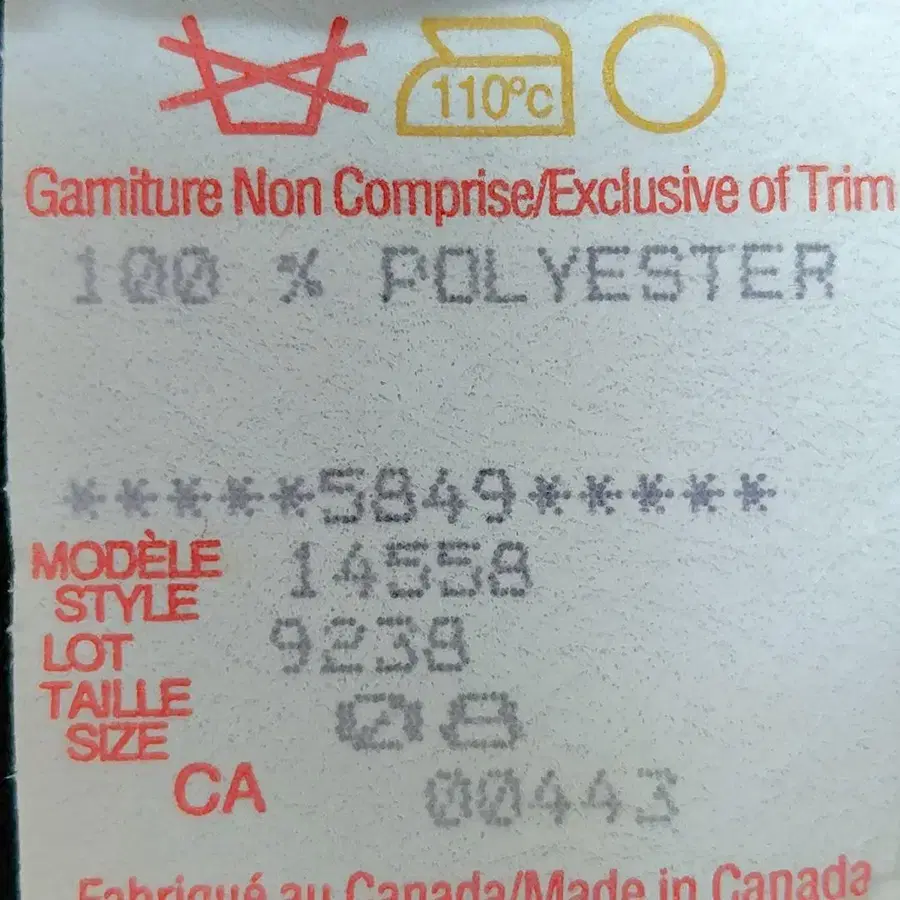 110°C
Garniture Non Comprise/Exclusive of Trim
100 % POLYESTER
*****5849*****
MODÈLE 14558
STYLE
LOT 9238
TAILLE 08
SIZE
CA 00443
Fabriqué au Canada/Made in Canada